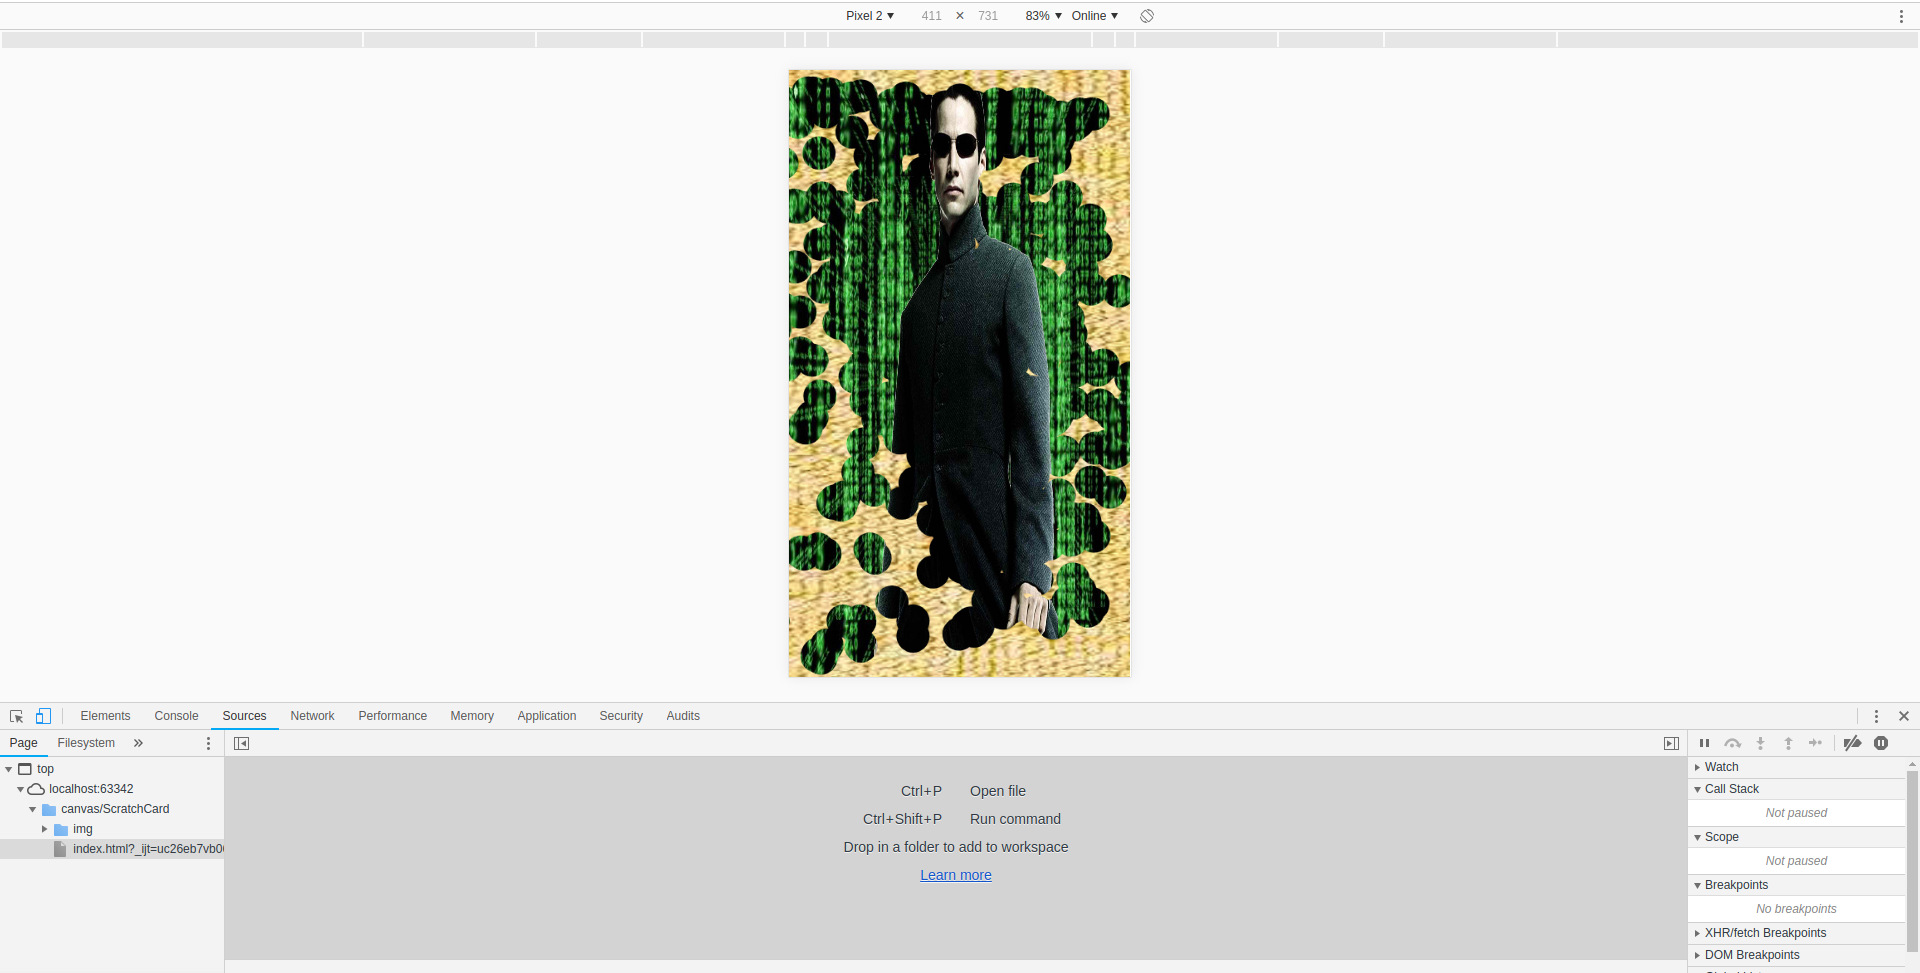 Pixel 2 411 × 731 83% Online
Elements Console Sources Network Performance Memory Application Security Audits
Page Filesystem
top
localhost:63342
canvas/ScratchCard
img
index.html?_ijt=uc26eb7vb0
Ctrl+P Open file
Ctrl+Shift+P Run command
Drop in a folder to add to workspace
Learn more
Watch
Call Stack
Not paused
Scope
Not paused
Breakpoints
No breakpoints
XHR/fetch Breakpoints
DOM Breakpoints